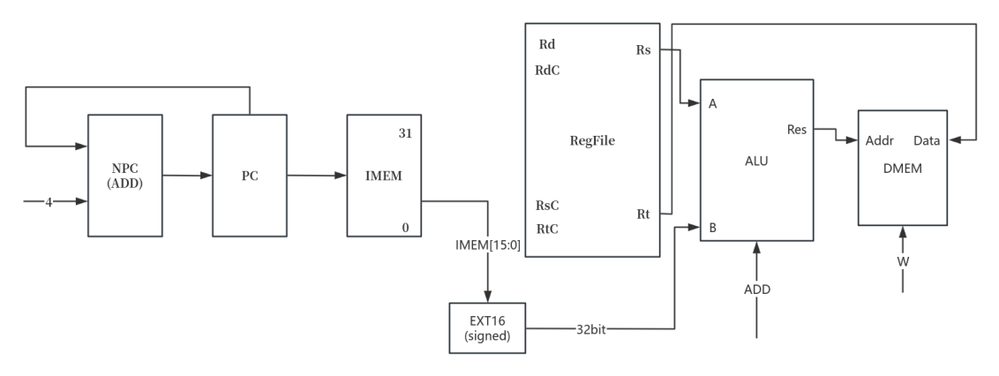 NPC
(ADD)
4
PC
31
IMEM
0
IMEM[15:0]
EXT16
(signed)
32bit
Rd
RdC
Rs
RegFile
RsC
RtC
Rt
A
B
Res
ALU
ADD
Addr
Data
DMEM
W